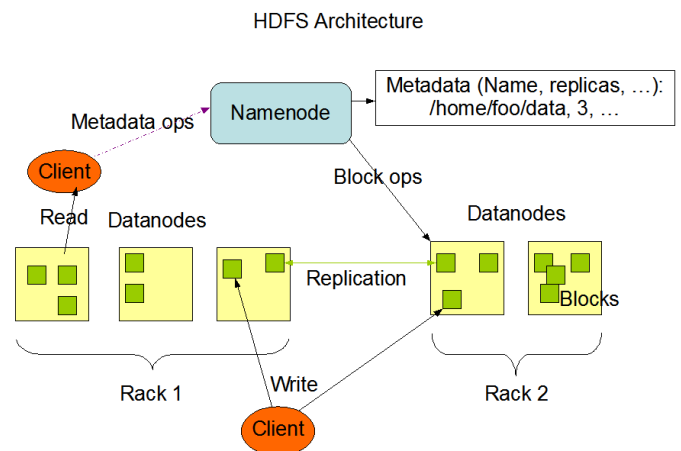 HDFS Architecture
Metadata (Name, replicas, …):
/home/foo/data, 3, …
Namenode
Metadata ops
Client
Block ops
Read
Datanodes
Datanodes
Replication
Blocks
Rack 1
Write
Rack 2
Client